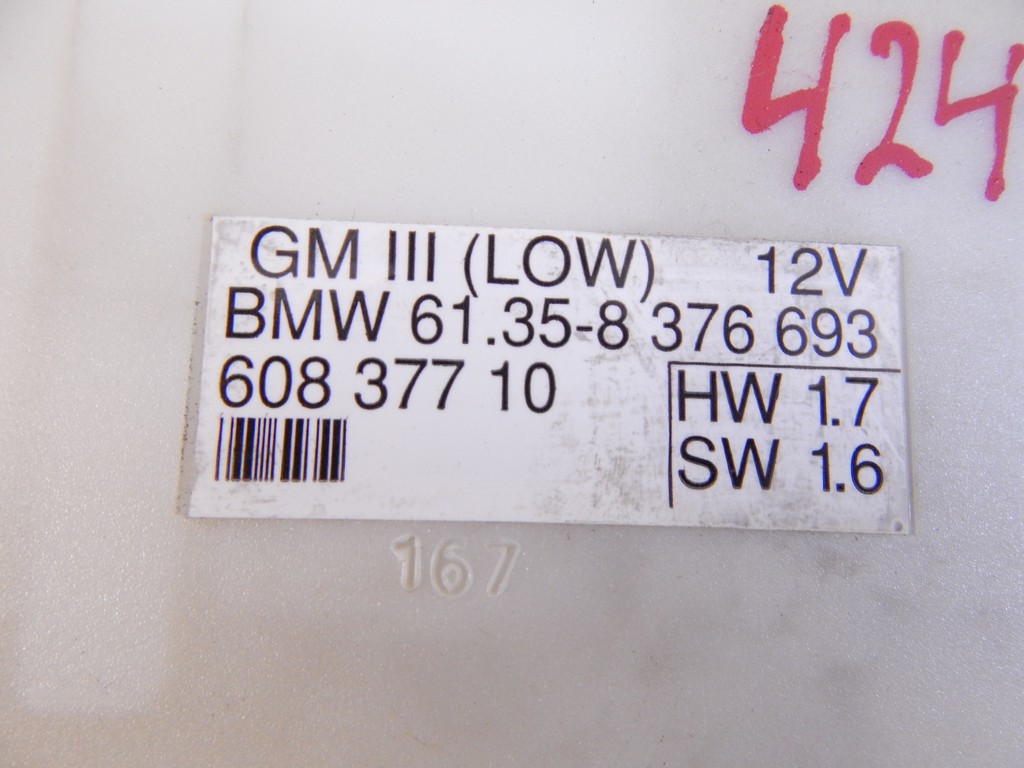 424
GM III (LOW) 12V
BMW 61.35-8 376 693
608 377 10
HW 1.7
SW 1.6
167